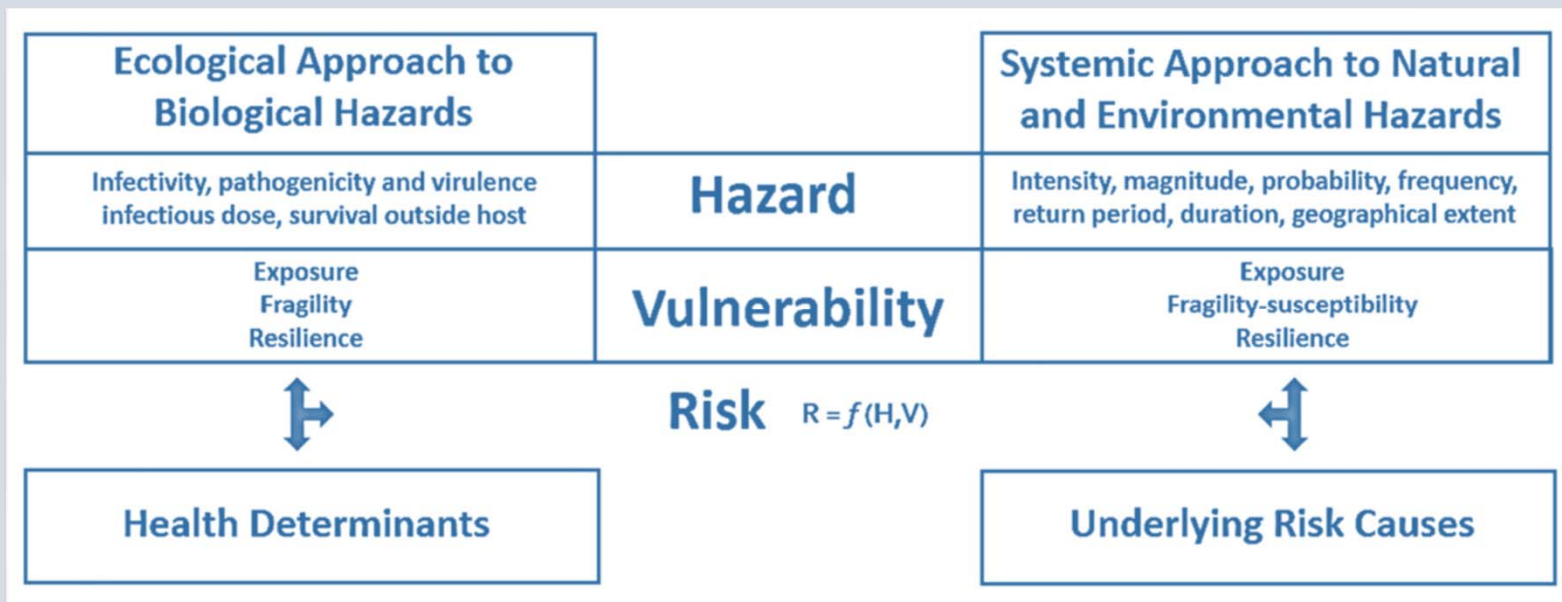 Ecological Approach to
Biological Hazards
Systemic Approach to Natural
and Environmental Hazards
Infectivity, pathogenicity and virulence
infectious dose, survival outside host
Hazard
Intensity, magnitude, probability, frequency,
return period, duration, geographical extent
Exposure
Fragility
Resilience
Vulnerability
Exposure
Fragility-susceptibility
Resilience
Risk R = f (H,V)
Health Determinants
Underlying Risk Causes